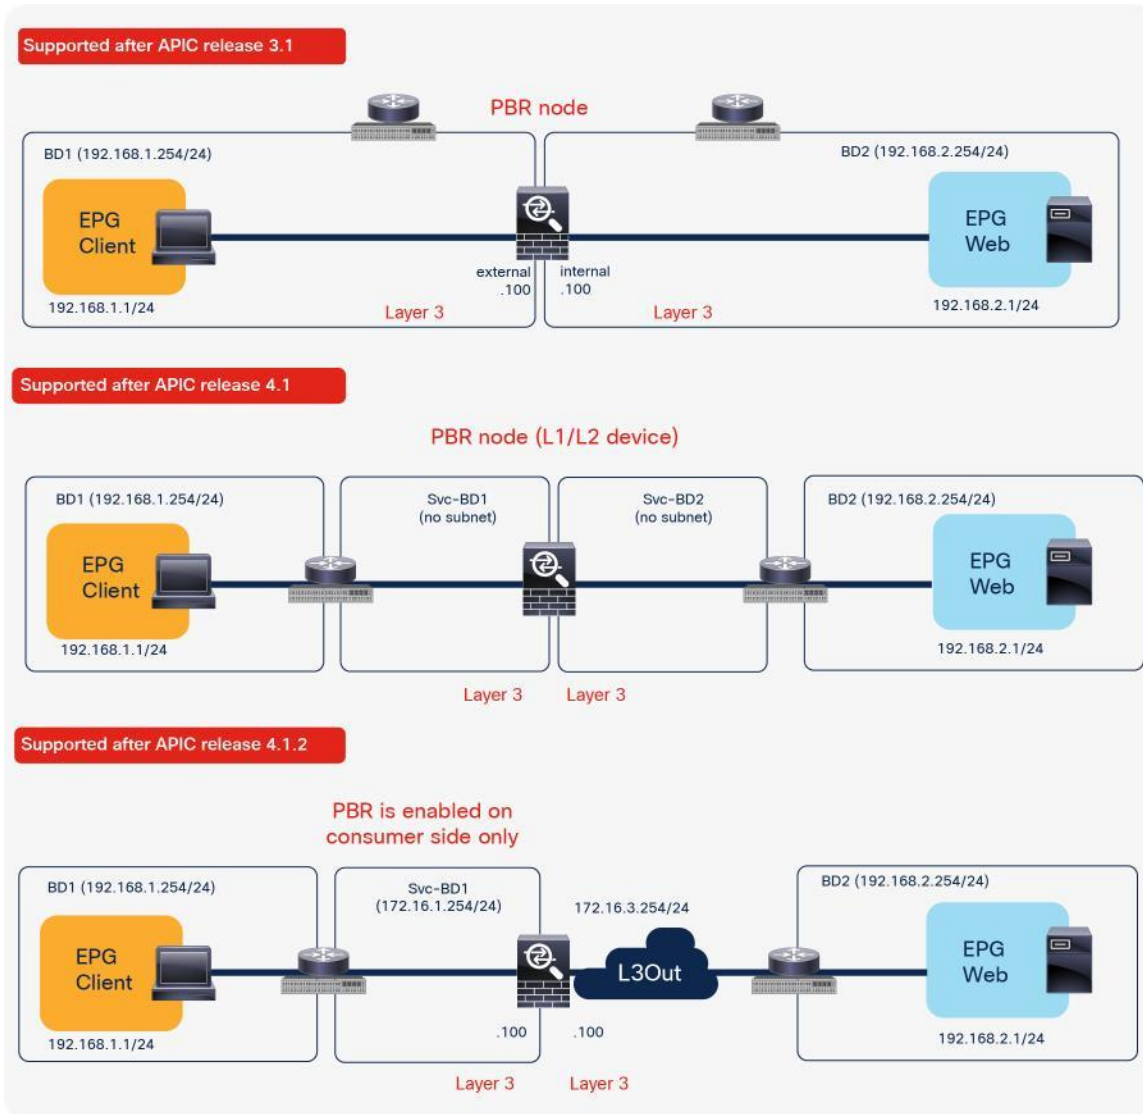 Supported after APIC release 3.1
PBR node
BD1 (192.168.1.254/24)
BD2 (192.168.2.254/24)
EPG
Client
EPG
Web
external
.100
internal
.100
192.168.1.1/24
192.168.2.1/24
Layer 3
Layer 3
Supported after APIC release 4.1
PBR node (L1/L2 device)
BD1 (192.168.1.254/24)
Svc-BD1
(no subnet)
Svc-BD2
(no subnet)
BD2 (192.168.2.254/24)
EPG
Client
EPG
Web
192.168.1.1/24
192.168.2.1/24
Layer 3
Layer 3
Supported after APIC release 4.1.2
PBR is enabled on
consumer side only
BD1 (192.168.1.254/24)
Svc-BD1
(172.16.1.254/24)
172.16.3.254/24
BD2 (192.168.2.254/24)
EPG
Client
L3Out
EPG
Web
.100
.100
192.168.1.1/24
192.168.2.1/24
Layer 3
Layer 3